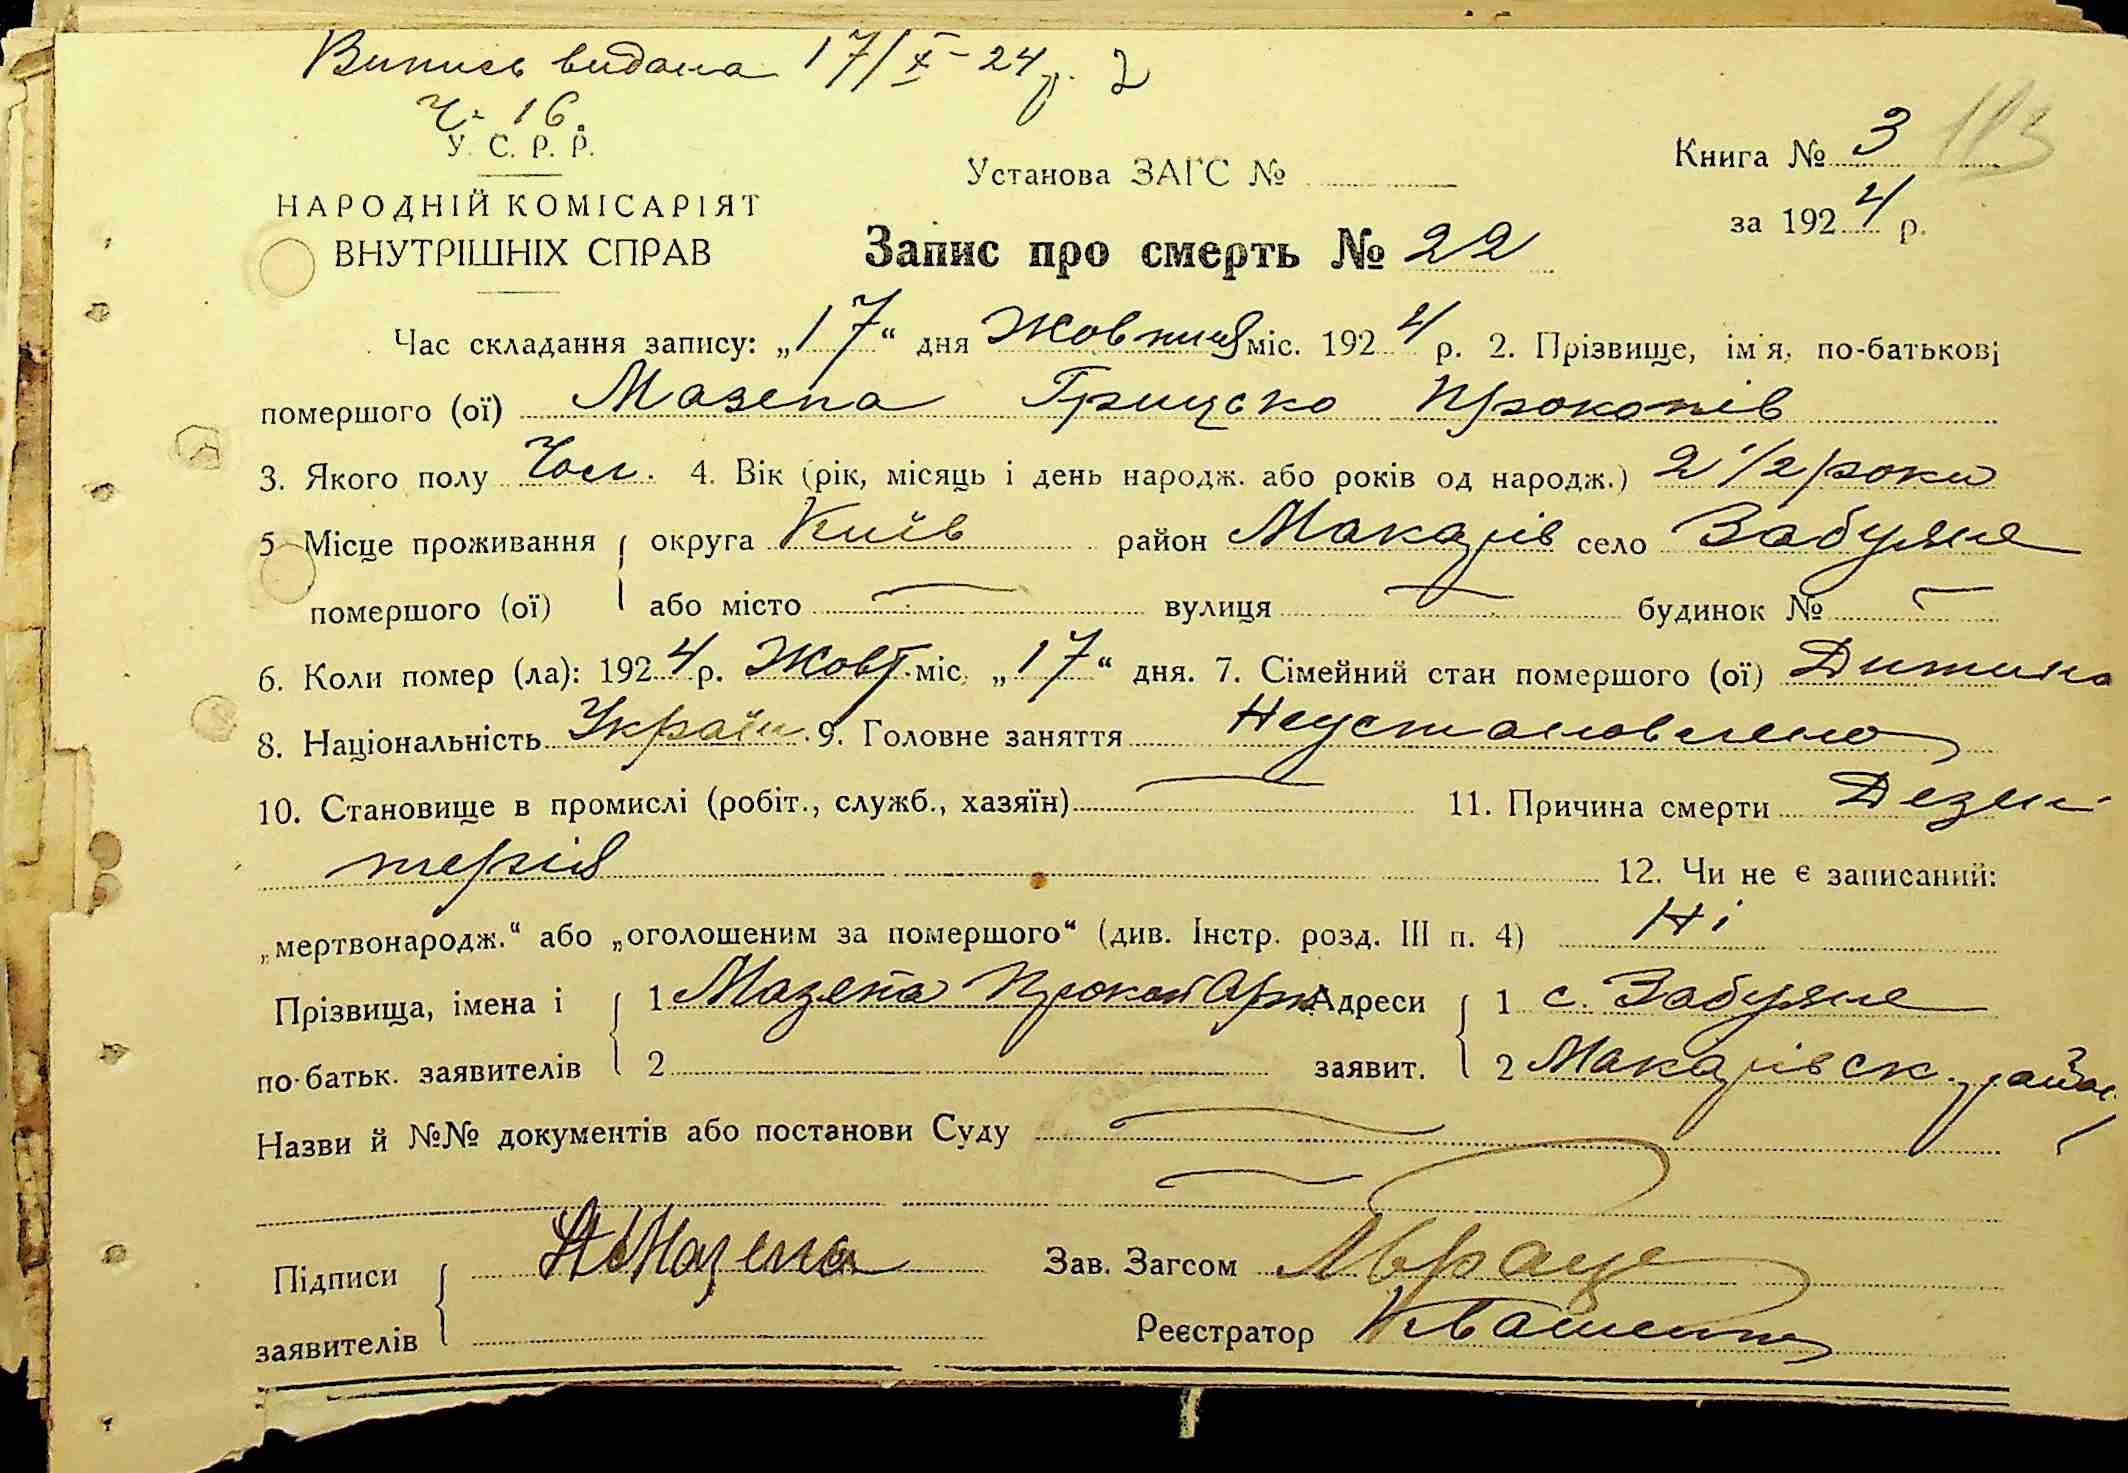 Випись видана 17/X-24 р.
Ч. 16.
У. С. Р. Р.
НАРОДНІЙ КОМІСАРІЯТ
ВНУТРІШНІХ СПРАВ
Установа ЗАГС №
Книга № 3 113
за 1924 р.
Запис про смерть № 22
Час складання запису: „17“ дня Жовтня міс. 1924 р. 2. Прізвище, ім'я, по-батькові
помершого (ої) Мазепа Грицько Прокопів
3. Якого полу Чол. 4. Вік (рік, місяць і день народж. або років од народж.) 2 1/2 роки
5 Місце проживання округа Київ район Макарів село Забуяне
помершого (ої) або місто — вулиця — будинок № —
6. Коли помер (ла): 1924 р. Жовт. міс. „17“ дня. 7. Сімейний стан помершого (ої) Дитина
8. Національність Україн. 9. Головне заняття Неустановлено
10. Становище в промислі (робіт., служб., хазяїн) — 11. Причина смерти Дезин-
терія 12. Чи не є записаний:
„мертвонародж.“ або „оголошеним за помершого“ (див. Інстр. розд. III п. 4) Ні
Прізвища, імена і 1 Мазепа Прокоп Адреси 1 с. Забуяне
по-батьк. заявителів 2 заявит. 2 Макарівск. район
Назви й №№ документів або постанови Суду —
—
Підписи Мазепа Зав. Загсом
заявителів Реєстратор